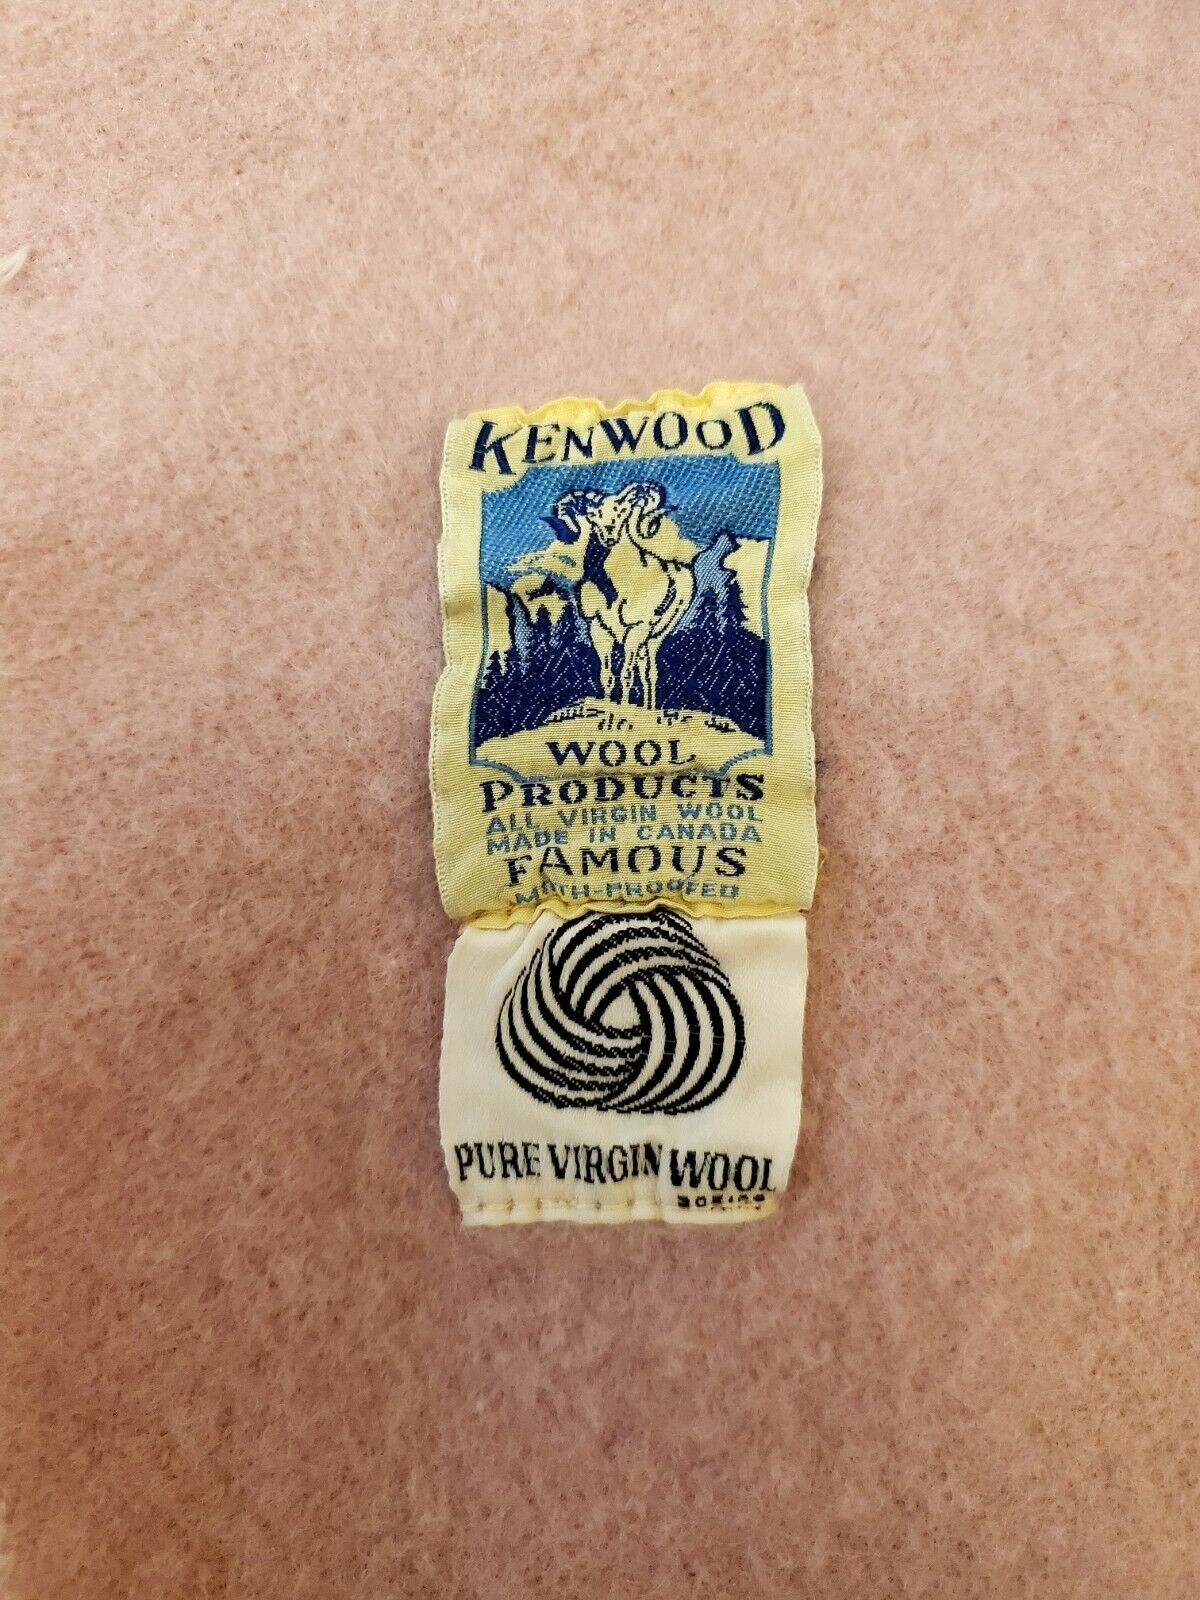 KENWOOD
WOOL
PRODUCTS
ALL VIRGIN WOOL
MADE IN CANADA
FAMOUS
MOTH-PROOFED
PURE VIRGIN WOOL